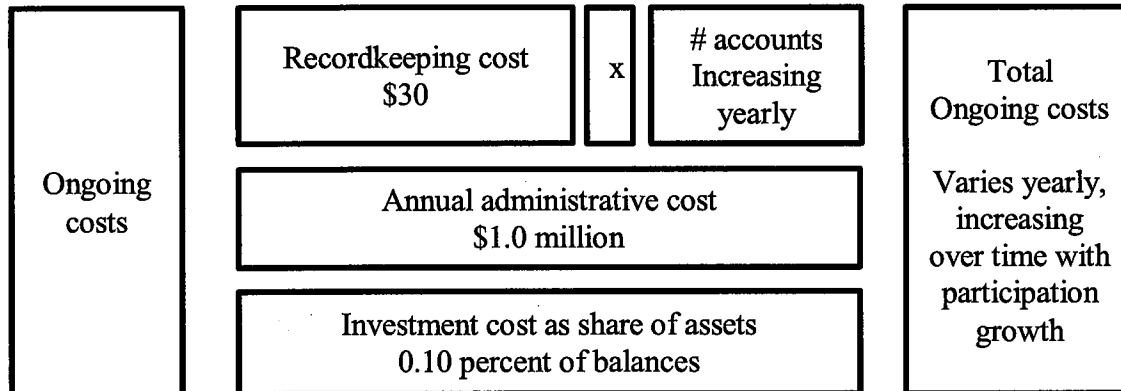 Ongoing
costs
Recordkeeping cost
$30
x
# accounts
Increasing
yearly
Annual administrative cost
$1.0 million
Investment cost as share of assets
0.10 percent of balances
Total
Ongoing costs
Varies yearly,
increasing
over time with
participation
growth